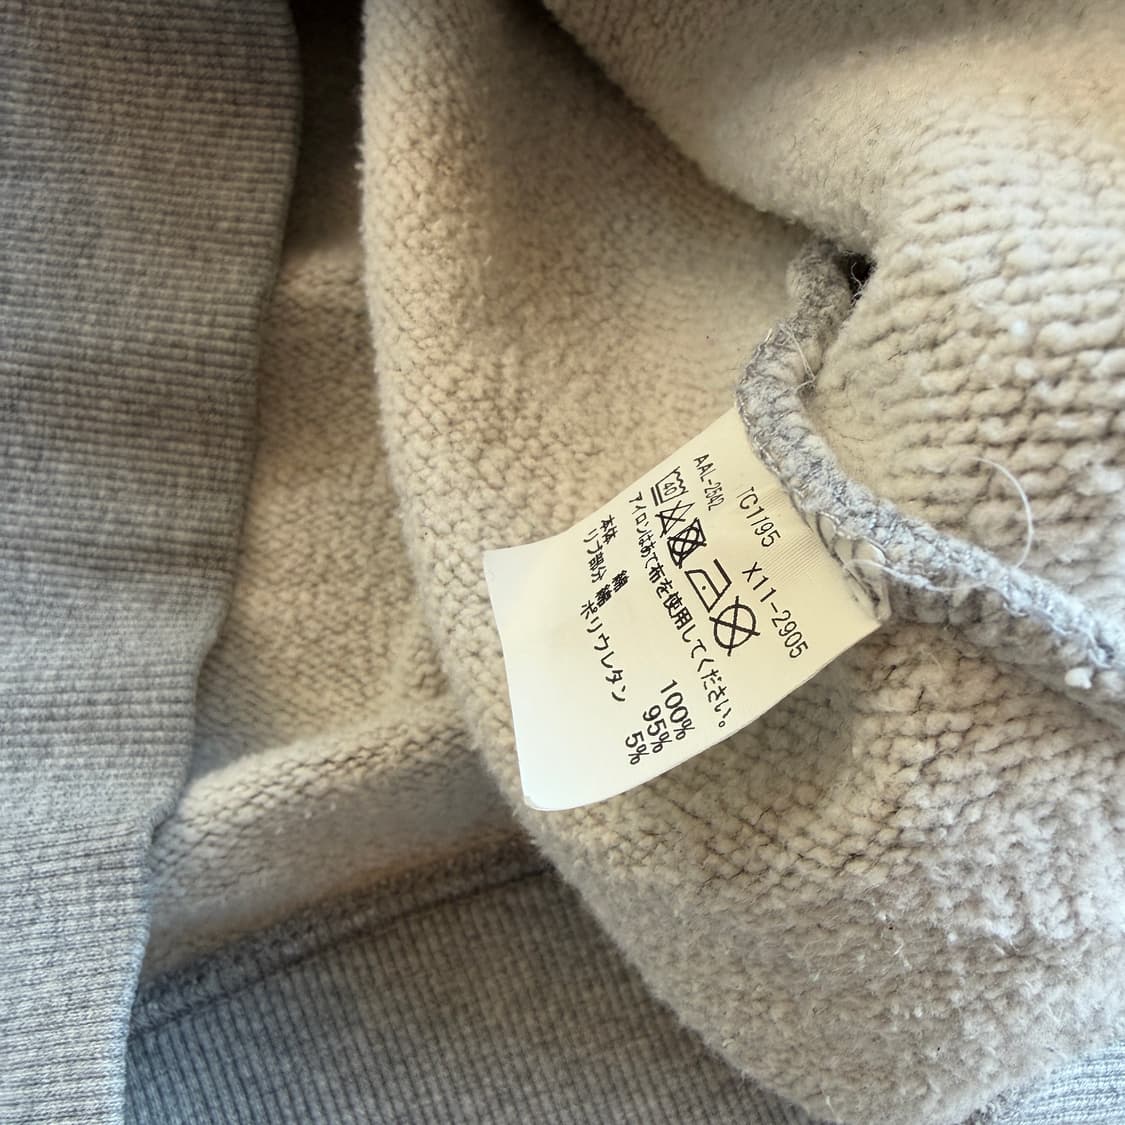 TC1195 X11-2905
AAL-2542
40
アイロンはあて布を使用してください。
本体 綿 100%
リブ部分 綿 95%
ポリウレタン 5%